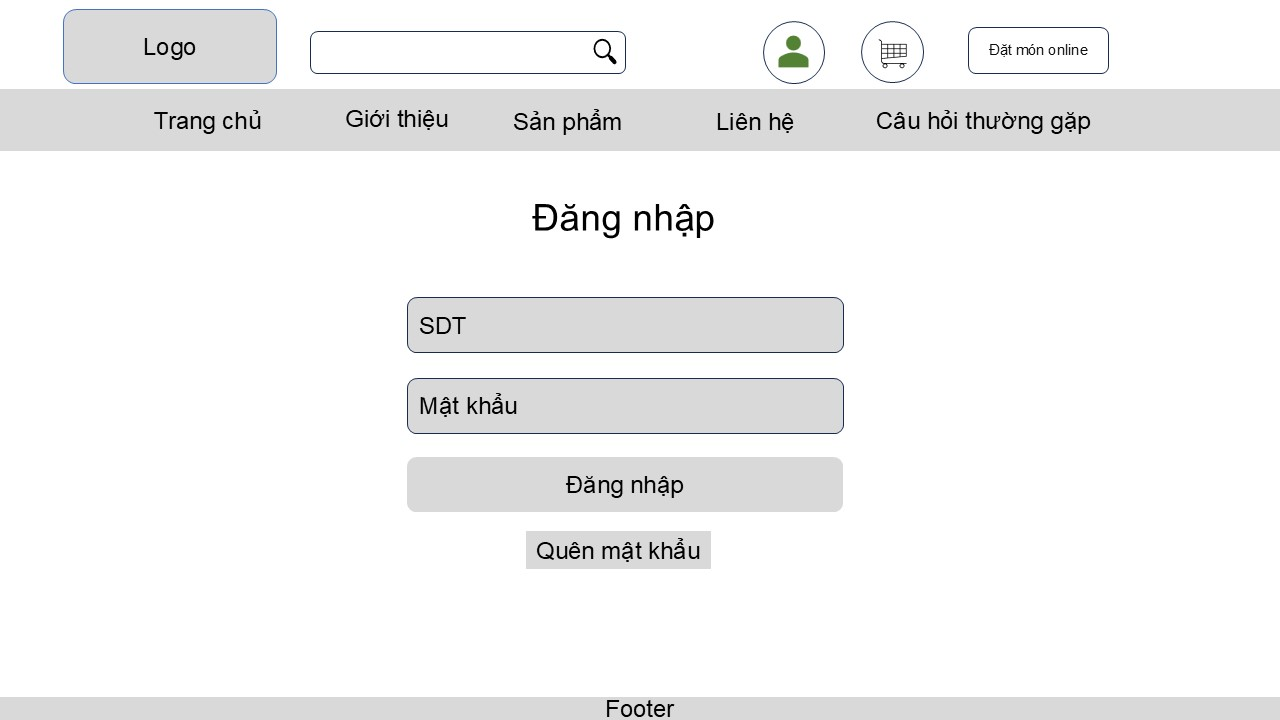 Logo
Đặt món online
Trang chủ
Giới thiệu
Sản phẩm
Liên hệ
Câu hỏi thường gặp
Đăng nhập
SDT
Mật khẩu
Đăng nhập
Quên mật khẩu
Footer